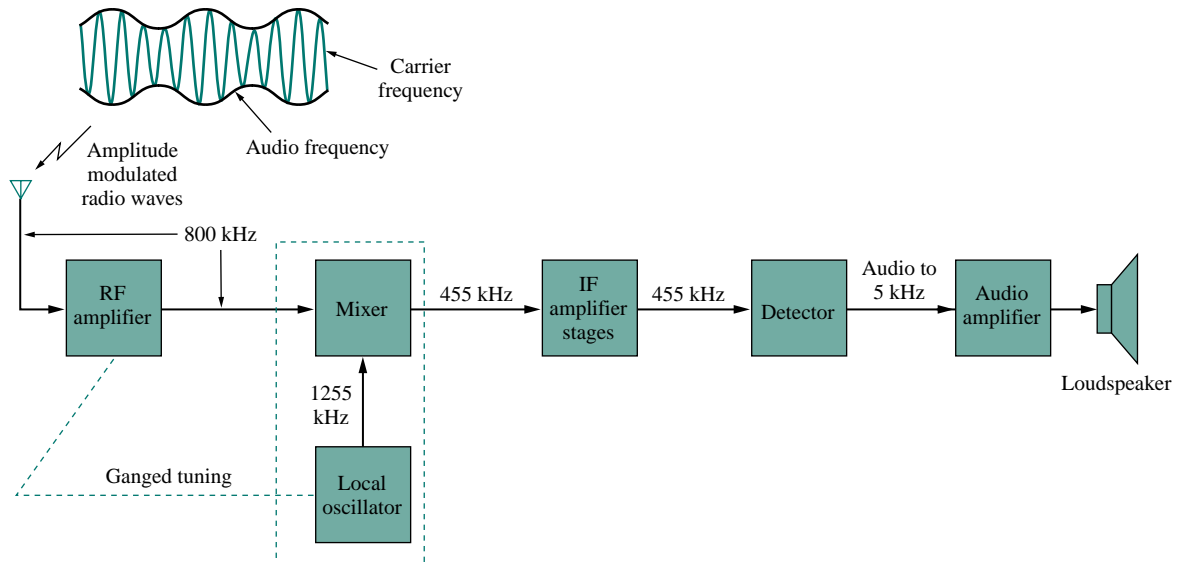 Carrier
frequency
Audio frequency
Amplitude
modulated
radio waves
800 kHz
RF
amplifier
Mixer
455 kHz
IF
amplifier
stages
455 kHz
Detector
Audio to
5 kHz
Audio
amplifier
Loudspeaker
1255
kHz
Ganged tuning
Local
oscillator